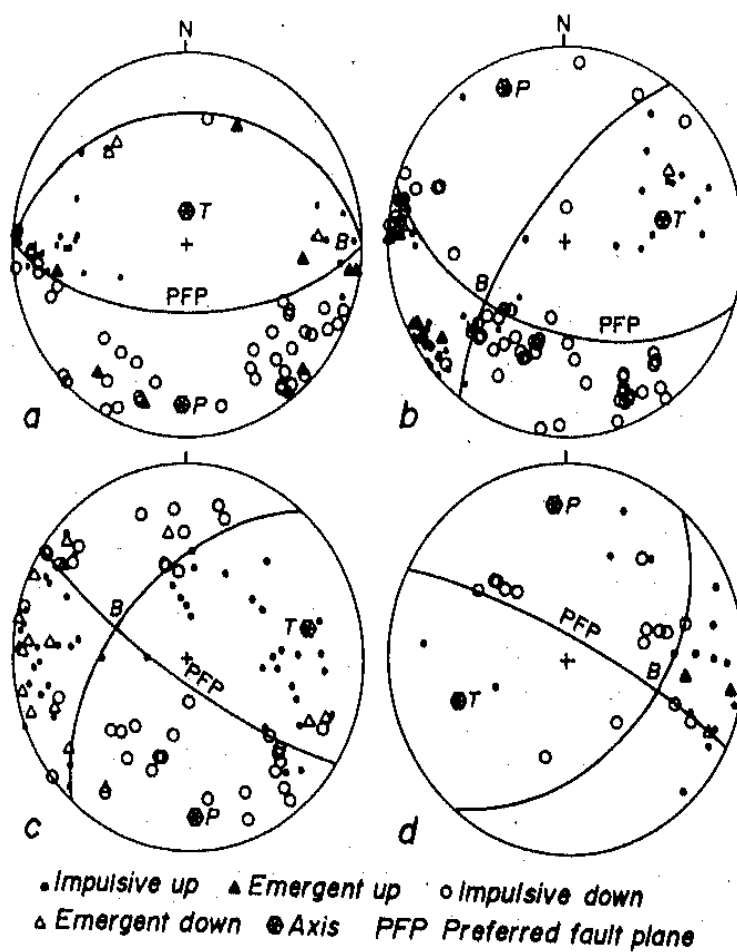 N
N
P
T
T
B
B
PFP
PFP
P
a
b
B
P
T
PFP
PFP
B
T
P
c
d
Impulsive up Emergent up Impulsive down
Emergent down Axis PFP Preferred fault plane